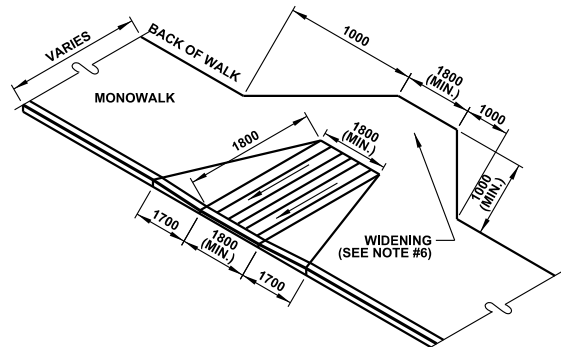 VARIES
BACK OF WALK
MONOWALK
1000
1800
(MIN.)
1000
1800
1800
(MIN.)
1000
(MIN.)
1700
1800
(MIN.)
1700
WIDENING
(SEE NOTE #6)